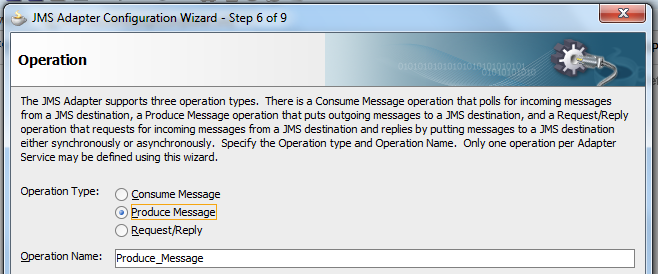 JMS Adapter Configuration Wizard - Step 6 of 9
Operation
The JMS Adapter supports three operation types.  There is a Consume Message operation that polls for incoming messages
from a JMS destination, a Produce Message operation that puts outgoing messages to a JMS destination, and a Request/Reply
operation that requests for incoming messages from a JMS destination and replies by putting messages to a JMS destination
either synchronously or asynchronously.  Specify the Operation type and Operation Name.  Only one operation per Adapter
Service may be defined using this wizard.
Operation Type: Consume Message
Produce Message
Request/Reply
Operation Name: Produce_Message